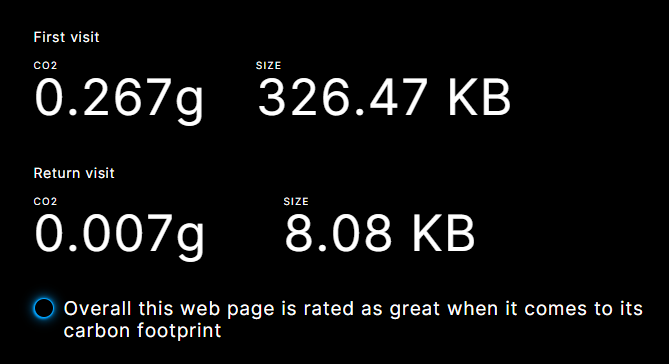 First visit
CO2 SIZE
0.267g 326.47 KB
Return visit
CO2 SIZE
0.007g 8.08 KB
Overall this web page is rated as great when it comes to its
carbon footprint